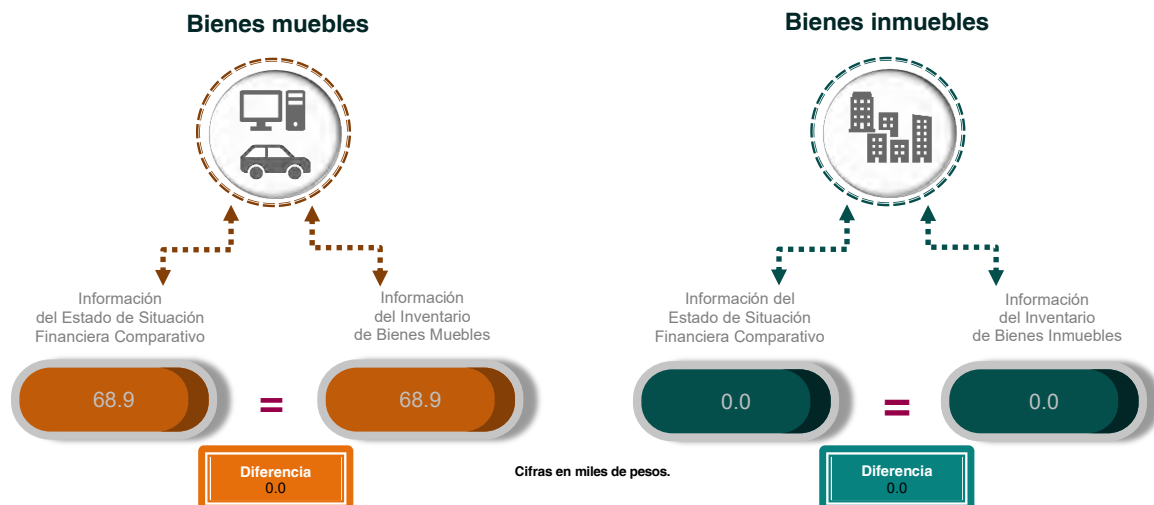 Bienes muebles
Información
del Estado de Situación
Financiera Comparativo
Información
del Inventario
de Bienes Muebles
68.9
=
68.9
Diferencia
0.0
Cifras en miles de pesos.
Bienes inmuebles
Información del
Estado de Situación
Financiera Comparativo
Información
del Inventario
de Bienes Inmuebles
0.0
=
0.0
Diferencia
0.0